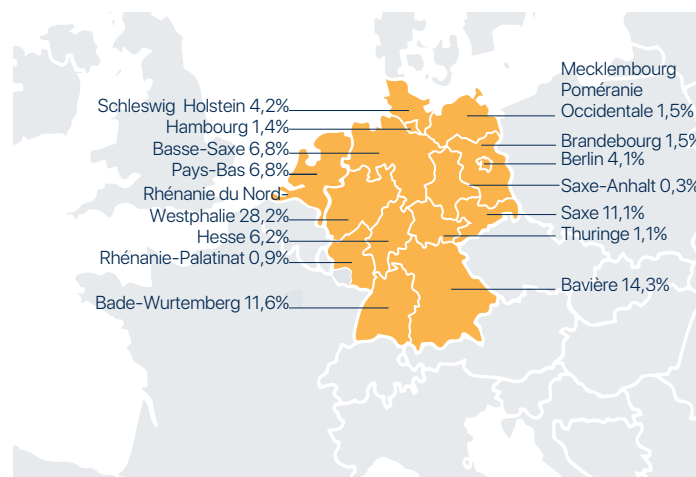 Schleswig Holstein 4,2%
Hambourg 1,4%
Basse-Saxe 6,8%
Pays-Bas 6,8%
Rhénanie du Nord-
Westphalie 28,2%
Hesse 6,2%
Rhénanie-Palatinat 0,9%
Bade-Wurtemberg 11,6%
Mecklembourg
Poméranie
Occidentale 1,5%
Brandebourg 1,5%
Berlin 4,1%
Saxe-Anhalt 0,3%
Saxe 11,1%
Thuringe 1,1%
Bavière 14,3%